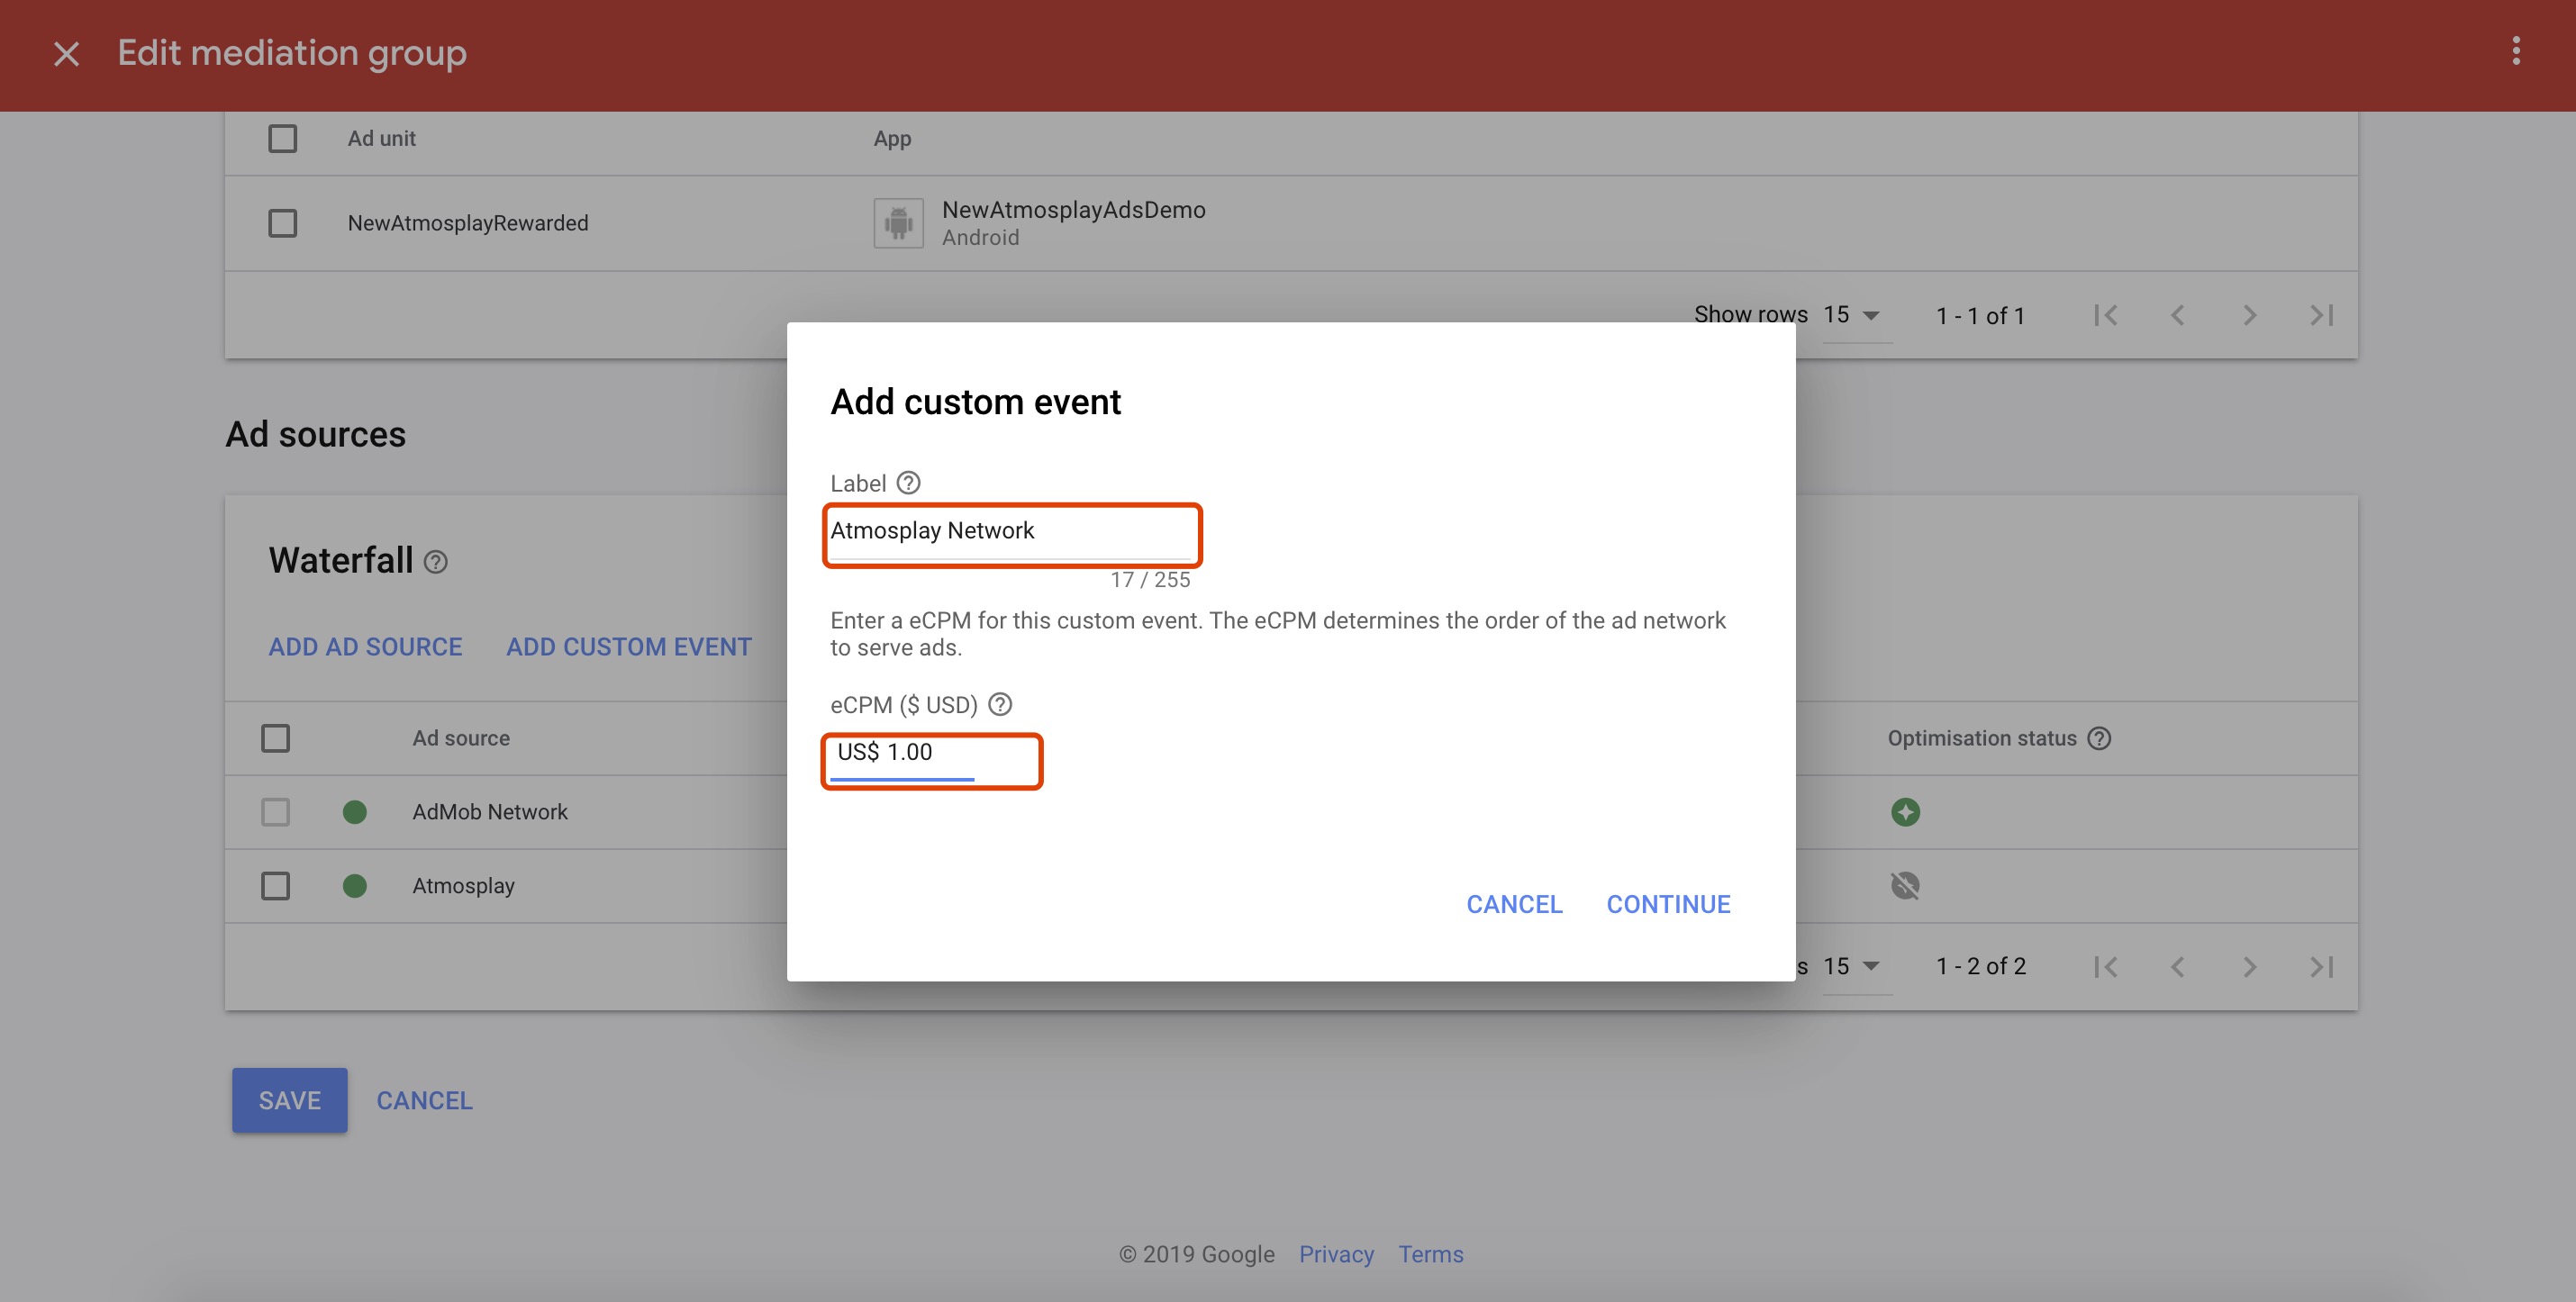 Edit mediation group
Ad unit App
NewAtmosplayRewarded NewAtmosplayAdsDemo
Android
Show rows 15 1 - 1 of 1
Add custom event
Label
Atmosplay Network
17 / 255
Enter a eCPM for this custom event. The eCPM determines the order of the ad network
to serve ads.
eCPM ($ USD)
US$ 1.00
CANCEL CONTINUE
Ad sources
Waterfall
ADD AD SOURCE ADD CUSTOM EVENT
Ad source Optimisation status
AdMob Network
Atmosplay
s 15 1 - 2 of 2
SAVE CANCEL
© 2019 Google Privacy Terms